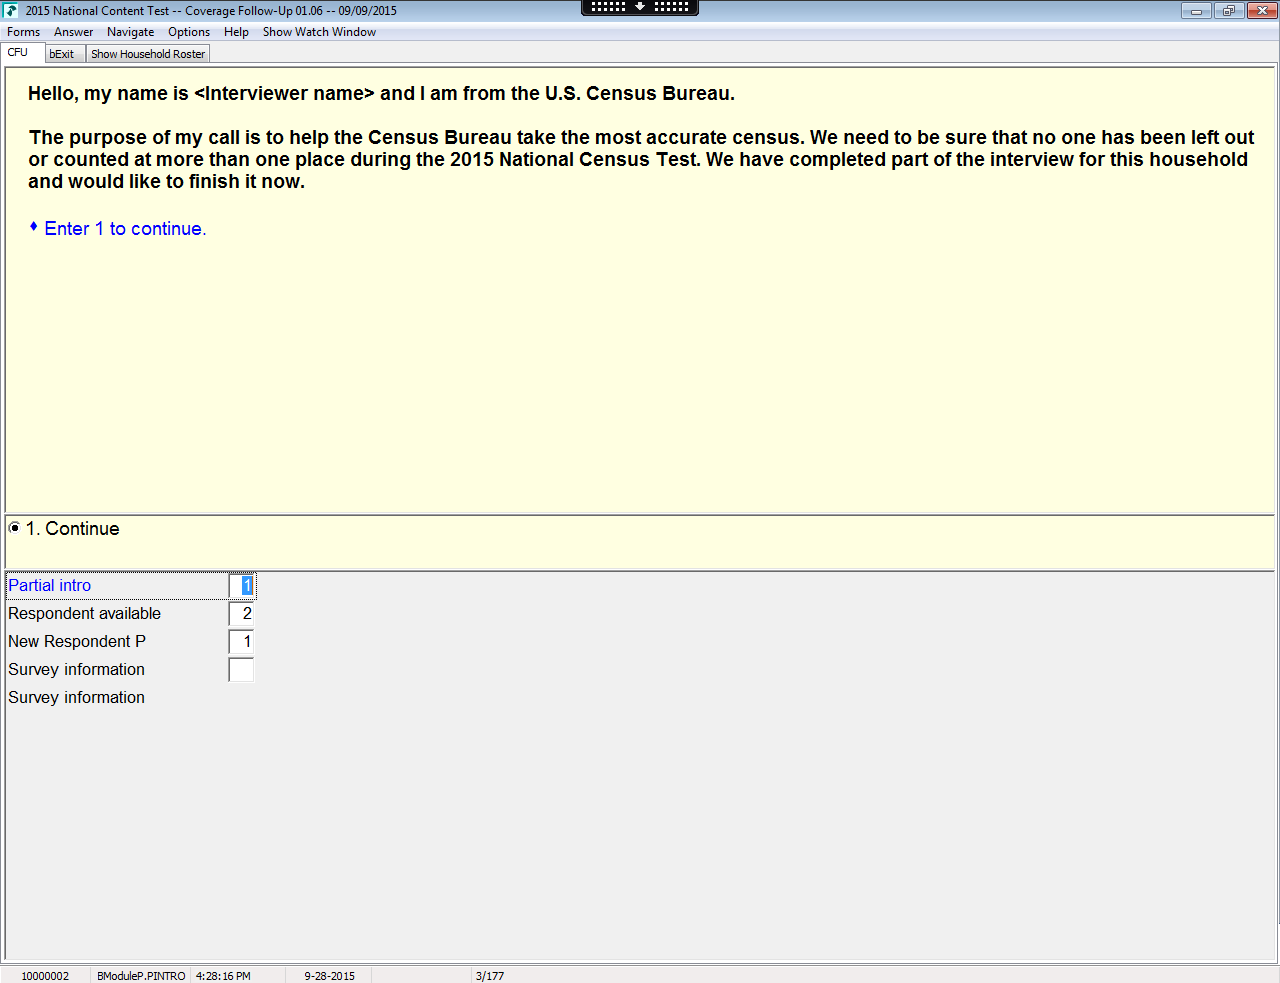 2015 National Content Test -- Coverage Follow-Up 01.06 -- 09/09/2015
Forms Answer Navigate Options Help Show Watch Window
CFU bExit Show Household Roster
Hello, my name is <Interviewer name> and I am from the U.S. Census Bureau.
The purpose of my call is to help the Census Bureau take the most accurate census. We need to be sure that no one has been left out
or counted at more than one place during the 2015 National Census Test. We have completed part of the interview for this household
and would like to finish it now.
♦ Enter 1 to continue.
1. Continue
Partial intro 1
Respondent available 2
New Respondent P 1
Survey information
Survey information
10000002 BModuleP.PINTRO 4:28:16 PM 9-28-2015 3/177